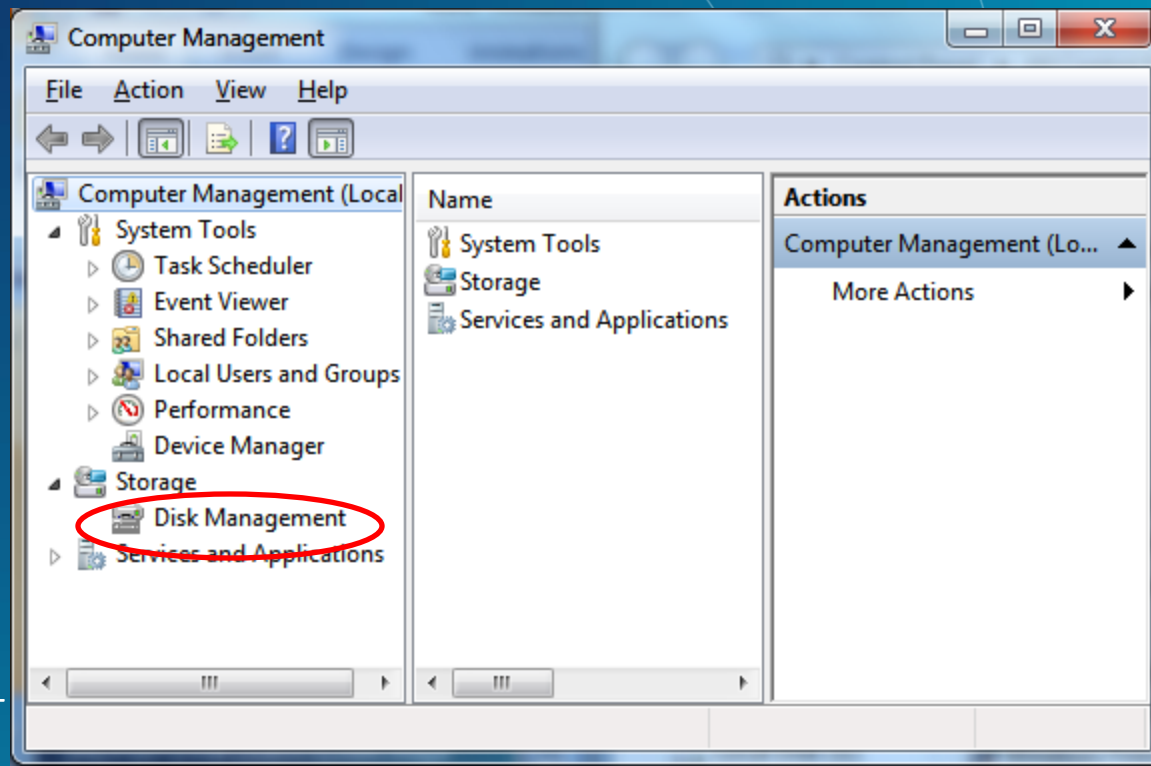 Computer Management
File Action View Help
Computer Management (Local
System Tools
Task Scheduler
Event Viewer
Shared Folders
Local Users and Groups
Performance
Device Manager
Storage
Disk Management
Services and Applications
Name
System Tools
Storage
Services and Applications
Actions
Computer Management (Lo...
More Actions